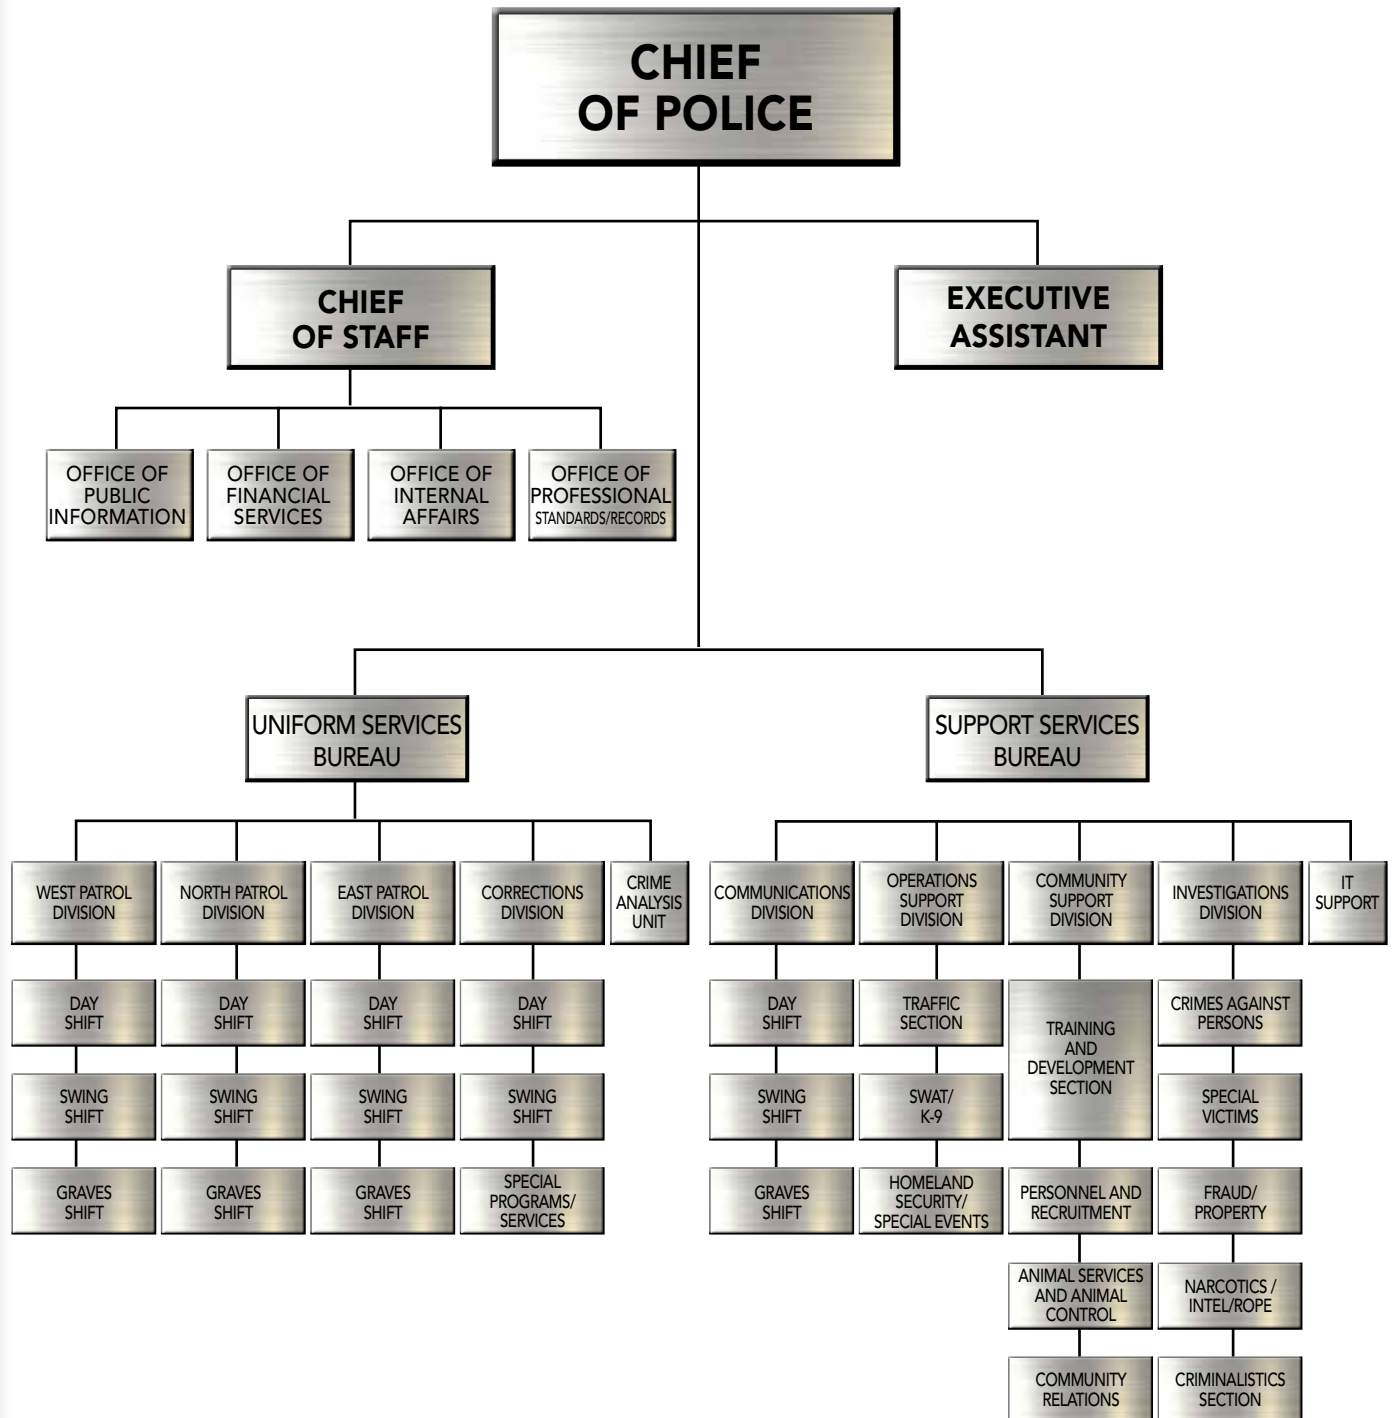 CHIEF
OF POLICE
CHIEF
OF STAFF
EXECUTIVE
ASSISTANT
OFFICE OF
PUBLIC
INFORMATION
OFFICE OF
FINANCIAL
SERVICES
OFFICE OF
INTERNAL
AFFAIRS
OFFICE OF
PROFESSIONAL
STANDARDS/RECORDS
UNIFORM SERVICES
BUREAU
SUPPORT SERVICES
BUREAU
WEST PATROL
DIVISION
NORTH PATROL
DIVISION
EAST PATROL
DIVISION
CORRECTIONS
DIVISION
CRIME
ANALYSIS
UNIT
COMMUNICATIONS
DIVISION
OPERATIONS
SUPPORT
DIVISION
COMMUNITY
SUPPORT
DIVISION
INVESTIGATIONS
DIVISION
IT
SUPPORT
DAY
SHIFT
DAY
SHIFT
DAY
SHIFT
DAY
SHIFT
DAY
SHIFT
TRAFFIC
SECTION
TRAINING
AND
DEVELOPMENT
SECTION
CRIMES AGAINST
PERSONS
SWING
SHIFT
SWING
SHIFT
SWING
SHIFT
SWING
SHIFT
SWING
SHIFT
SWAT/
K-9
SPECIAL
VICTIMS
GRAVES
SHIFT
GRAVES
SHIFT
GRAVES
SHIFT
SPECIAL
PROGRAMS/
SERVICES
GRAVES
SHIFT
HOMELAND
SECURITY/
SPECIAL EVENTS
PERSONNEL AND
RECRUITMENT
FRAUD/
PROPERTY
ANIMAL SERVICES
AND ANIMAL
CONTROL
NARCOTICS /
INTEL/ROPE
COMMUNITY
RELATIONS
CRIMINALISTICS
SECTION